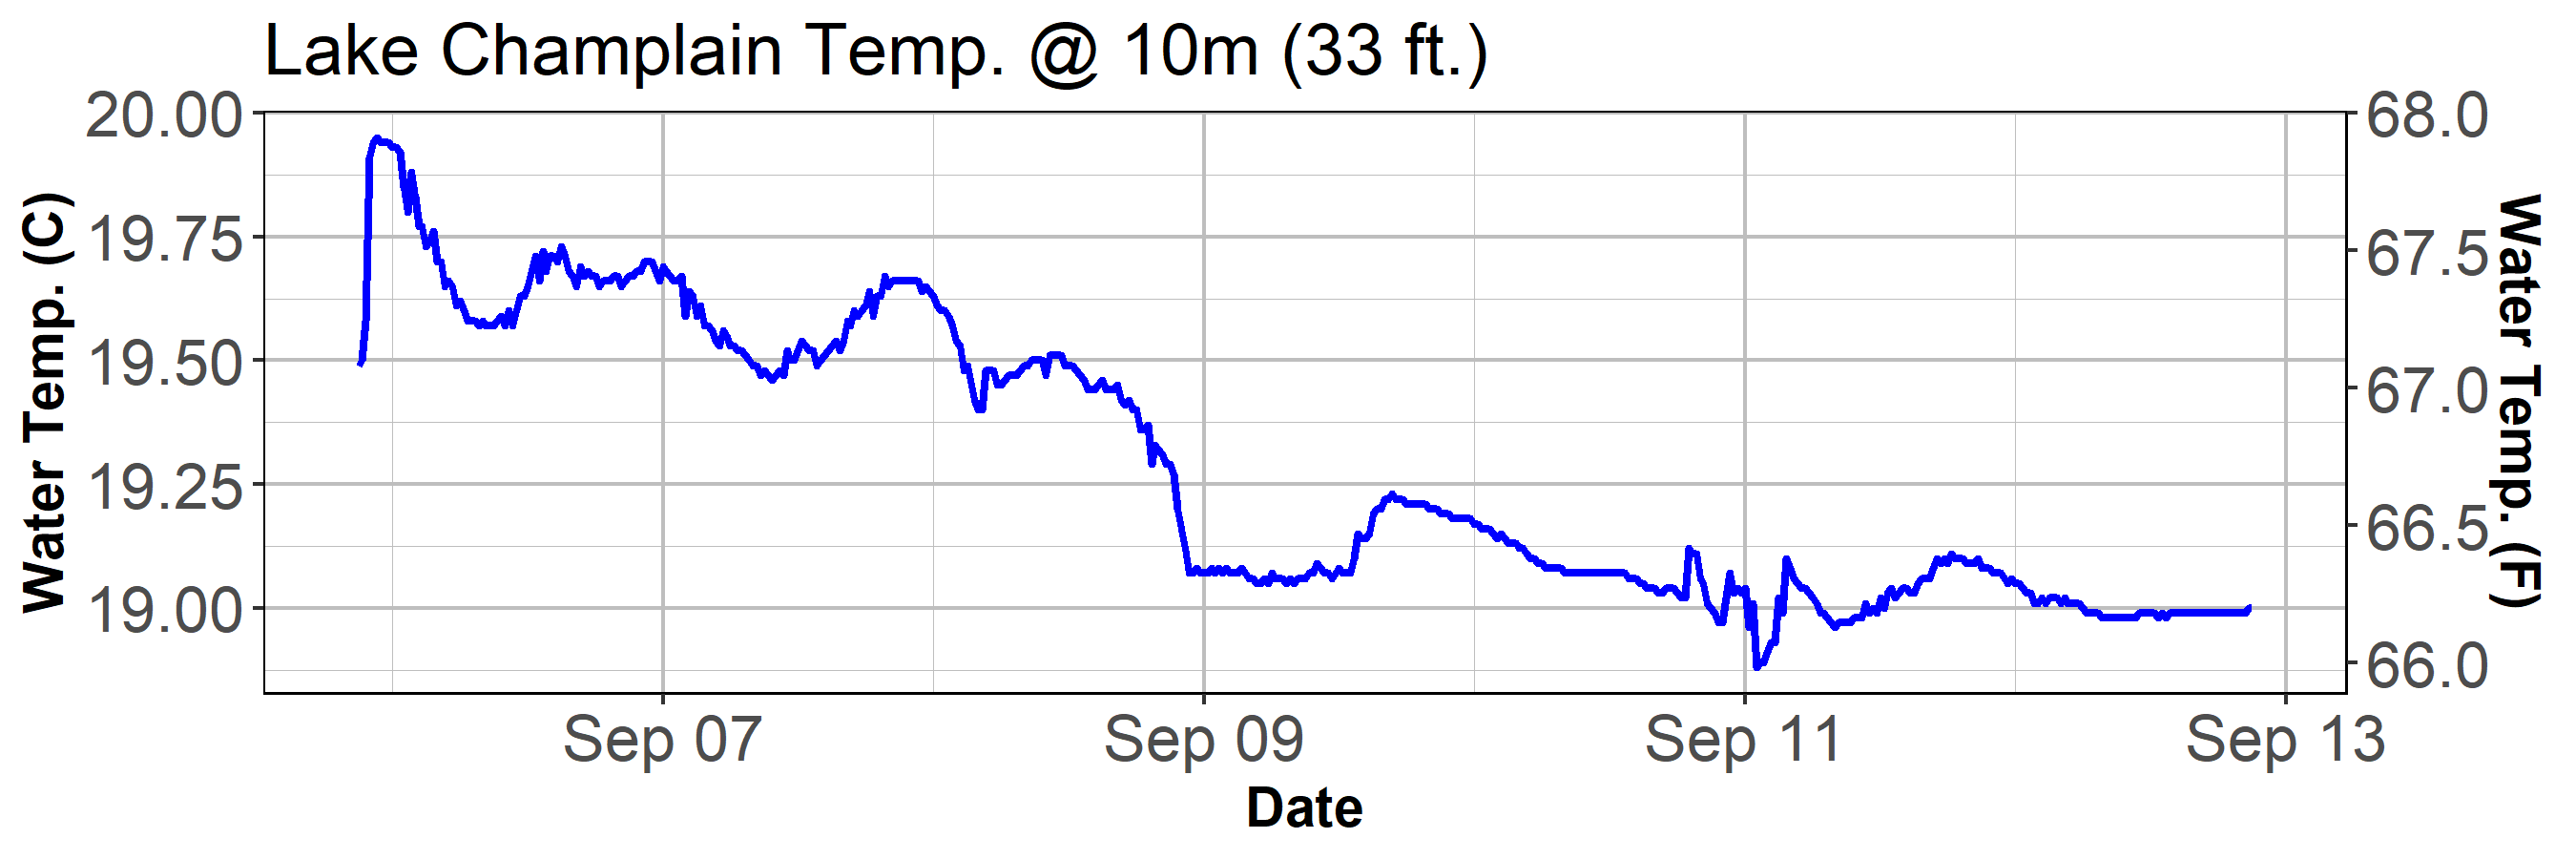 Lake Champlain Temp. @ 10m (33 ft.)
Water Temp. (C)
20.00
19.75
19.50
19.25
19.00
68.0
67.5
67.0
66.5
66.0
Water Temp. (F)
Sep 07
Sep 09
Sep 11
Sep 13
Date